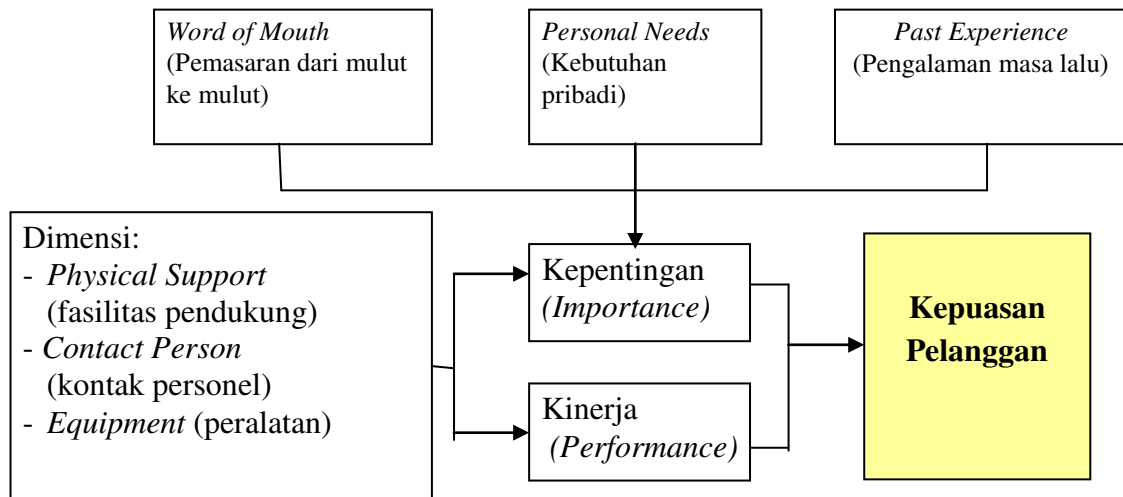 Word of Mouth
(Pemasaran dari mulut
ke mulut)
Personal Needs
(Kebutuhan
pribadi)
Past Experience
(Pengalaman masa lalu)
Dimensi:
- Physical Support
(fasilitas pendukung)
- Contact Person
(kontak personel)
- Equipment (peralatan)
Kepentingan
(Importance)
Kinerja
(Performance)
Kepuasan
Pelanggan